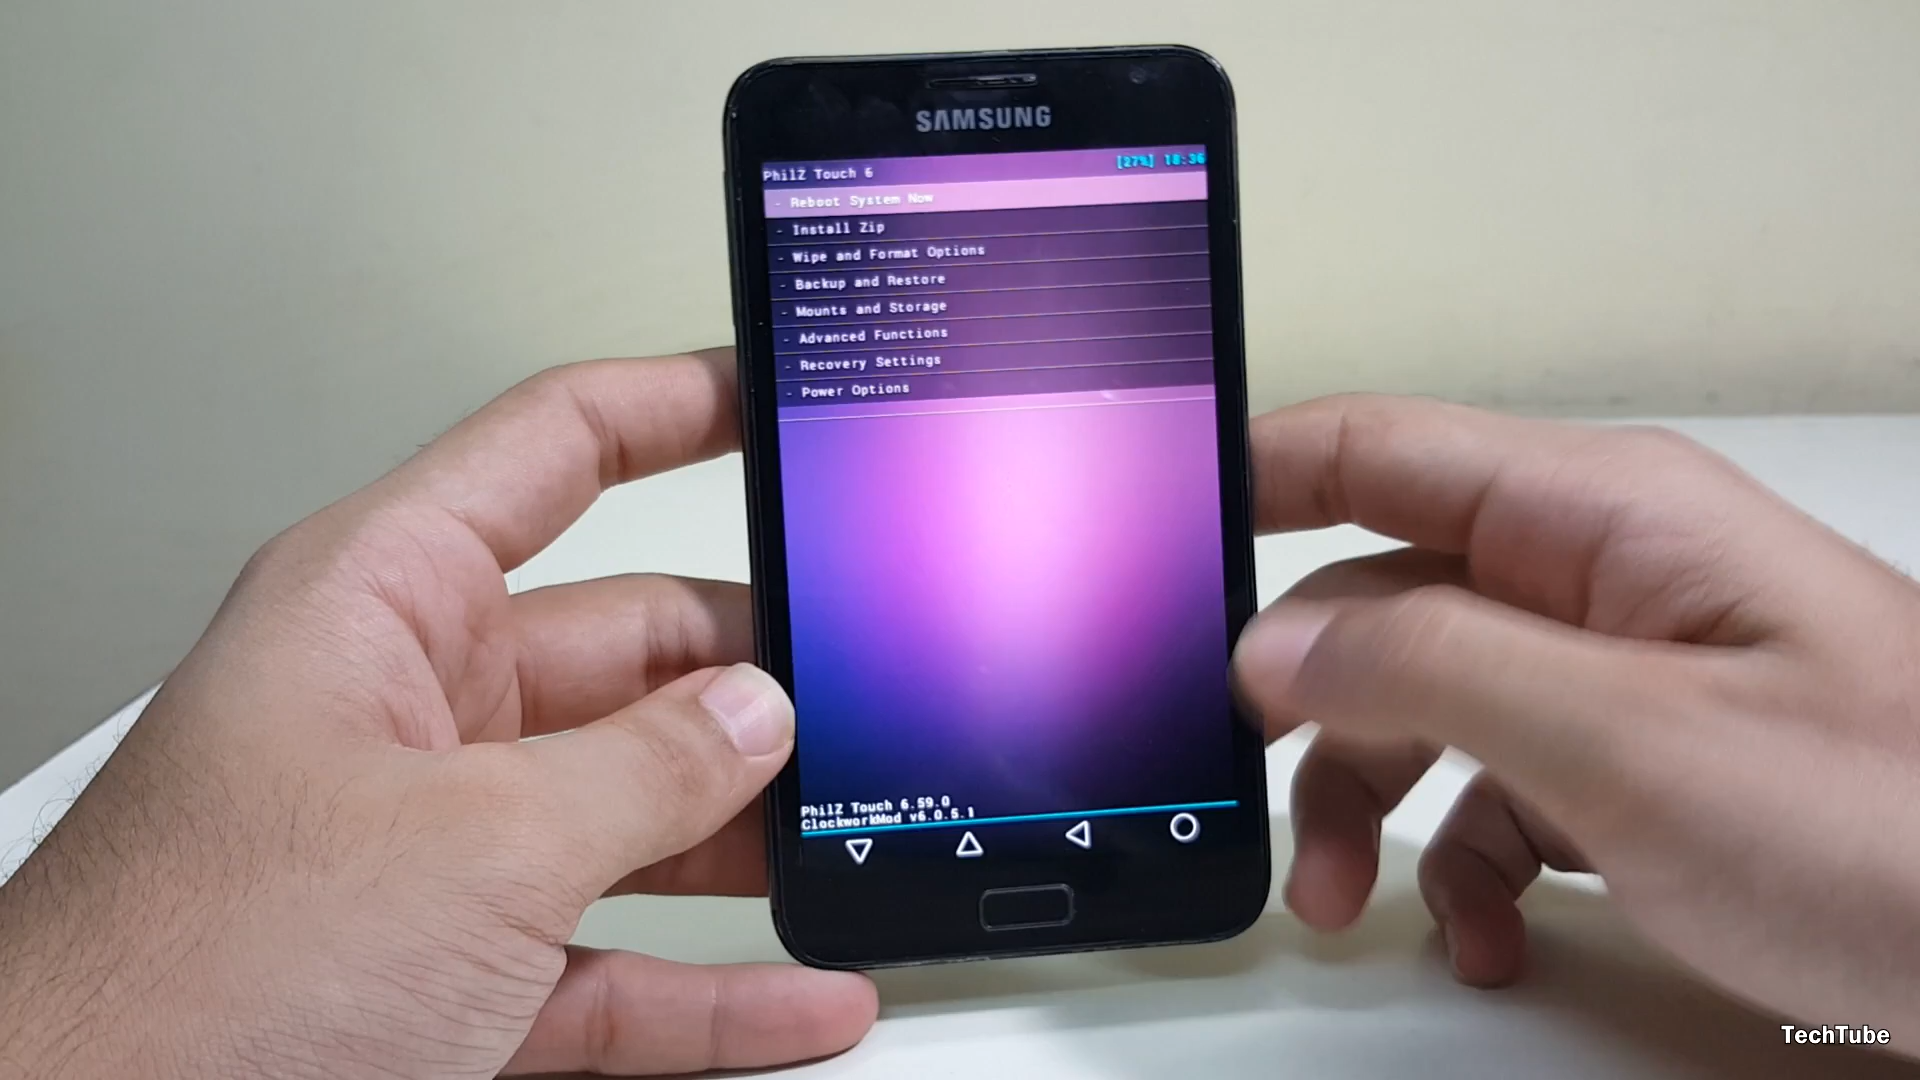 SAMSUNG
PhilZ Touch 6
[27%] 18:36
- Reboot System Now
- Install Zip
- Wipe and Format Options
- Backup and Restore
- Mounts and Storage
- Advanced Functions
- Recovery Settings
- Power Options
PhilZ Touch 6.59.0
ClockworkMod v6.0.5.1
TechTube